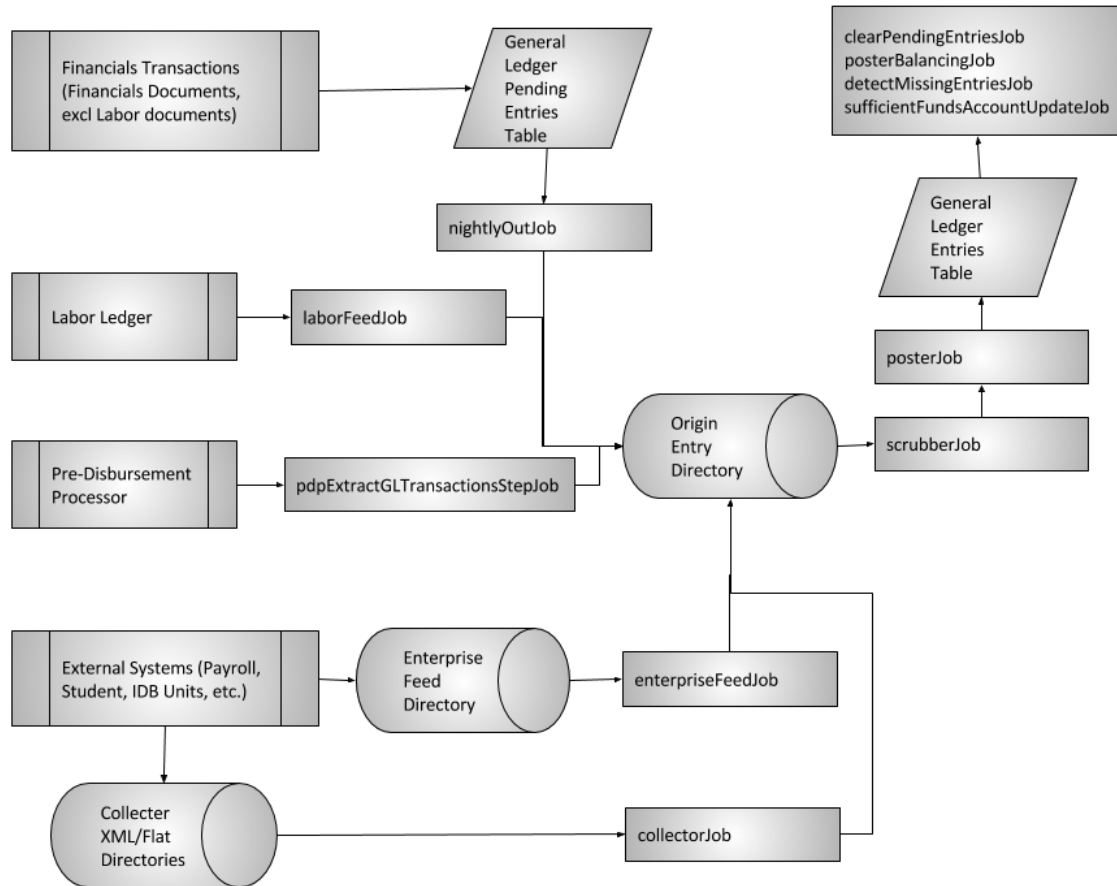 Financials Transactions
(Financials Documents,
excl Labor documents)
General
Ledger
Pending
Entries
Table
clearPendingEntriesJob
posterBalancingJob
detectMissingEntriesJob
sufficientFundsAccountUpdateJob
nightlyOutJob
General
Ledger
Entries
Table
Labor Ledger
laborFeedJob
posterJob
Origin
Entry
Directory
scrubberJob
Pre-Disbursement
Processor
pdpExtractGLTransactionsStepJob
External Systems (Payroll,
Student, IDB Units, etc.)
Enterprise
Feed
Directory
enterpriseFeedJob
Collecter
XML/Flat
Directories
collectorJob